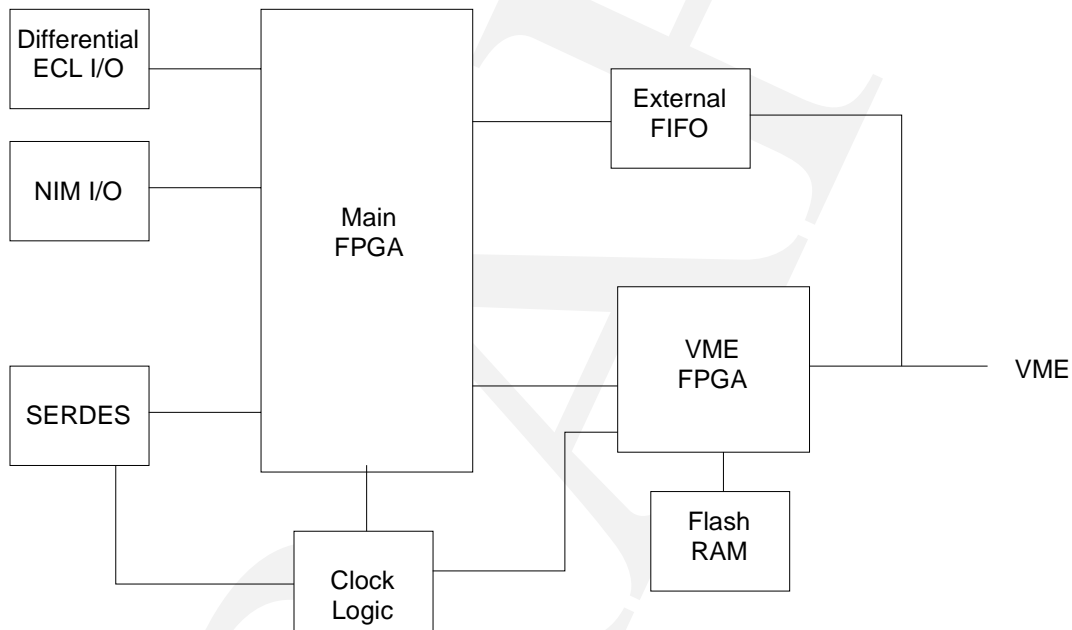 Differential
ECL I/O
NIM I/O
SERDES
Main
FPGA
Clock
Logic
External
FIFO
VME
FPGA
Flash
RAM
VME